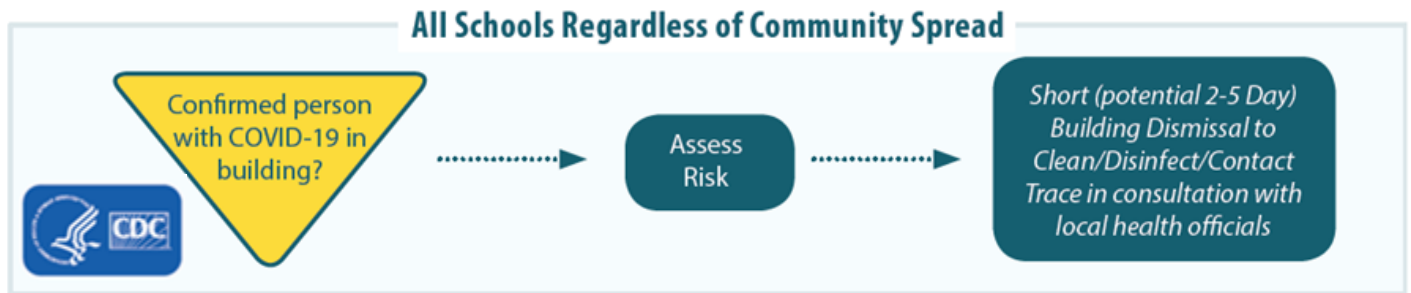 All Schools Regardless of Community Spread
Confirmed person
with COVID-19 in
building?
Assess
Risk
Short (potential 2-5 Day)
Building Dismissal to
Clean/Disinfect/Contact
Trace in consultation with
local health officials
CDC